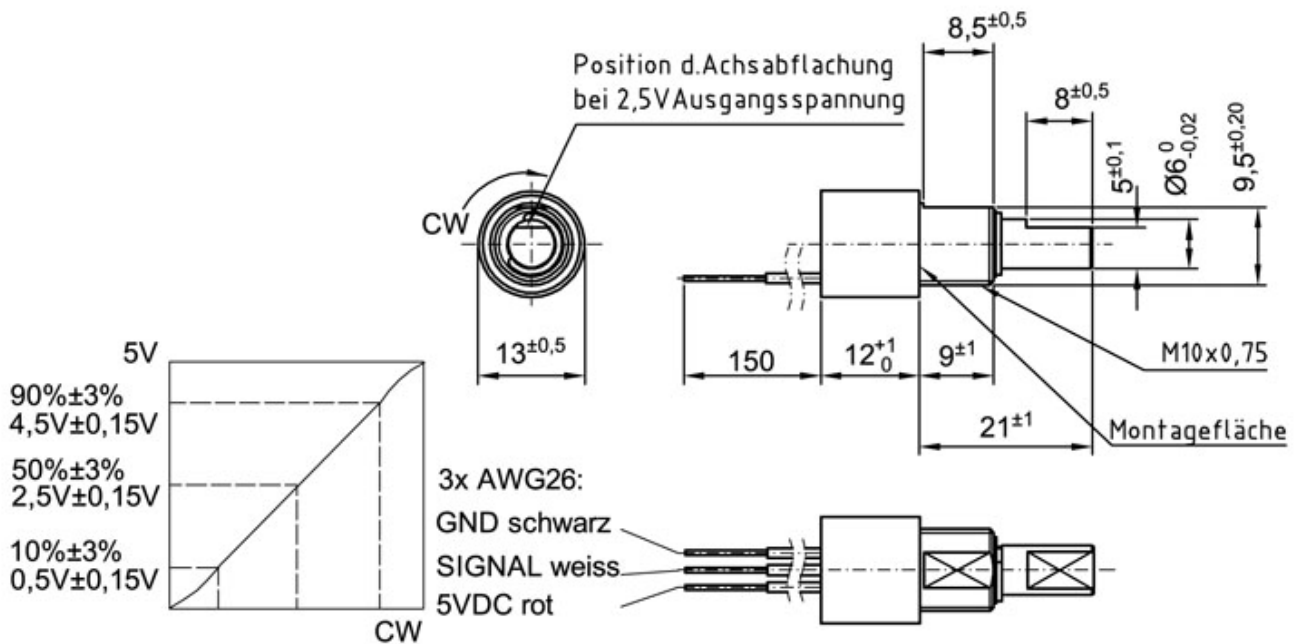 8,5±0,5
Position d.Achsabflachung
bei 2,5VAusgangsspannung
8±0,5
5±0,1
Ø6 0 -0,02
9,5±0,20
CW
13±0,5
150
12 +1 0
9±1
M10x0,75
21±1
Montagefläche
5V
90%±3%
4,5V±0,15V
50%±3%
2,5V±0,15V
10%±3%
0,5V±0,15V
CW
3x AWG26:
GND schwarz
SIGNAL weiss
5VDC rot